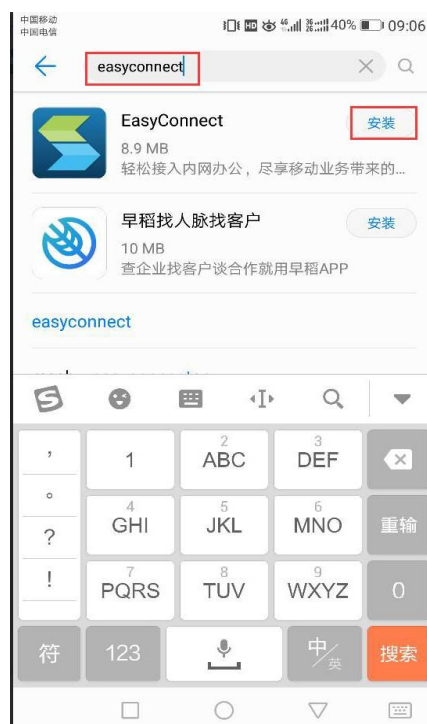 中国移动
中国电信
HD 46 40% 09:06
easyconnect
EasyConnect
安装
8.9 MB
轻松接入内网办公，尽享移动业务带来的...
早稻找人脉找客户
安装
10 MB
查企业找客户谈合作就用早稻APP
easyconnect
,
1
2
ABC
3
DEF
。
?
4
GHI
5
JKL
6
MNO
重输
!
7
PQRS
8
TUV
9
WXYZ
0
符
123
中/英
搜索